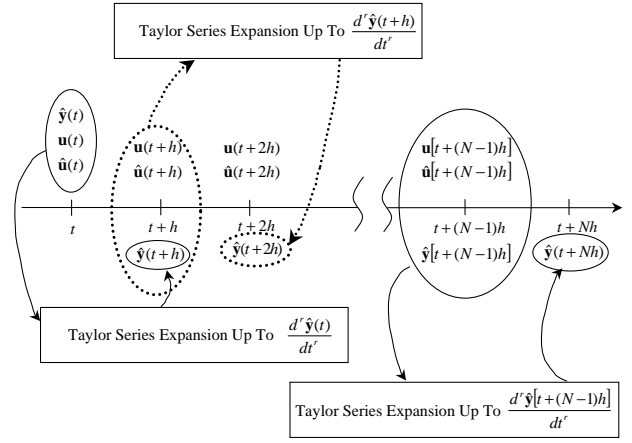 Taylor Series Expansion Up To d^r ŷ(t+h) / dt^r
ŷ(t)
u(t)
û(t)
u(t+h)
û(t+h)
u(t+2h)
û(t+2h)
u[t+(N−1)h]
û[t+(N−1)h]
t
t+h
t+2h
t+(N−1)h
t+Nh
ŷ(t+h)
ŷ(t+2h)
ŷ[t+(N−1)h]
ŷ(t+Nh)
Taylor Series Expansion Up To d^r ŷ(t) / dt^r
Taylor Series Expansion Up To d^r ŷ[t+(N−1)h] / dt^r